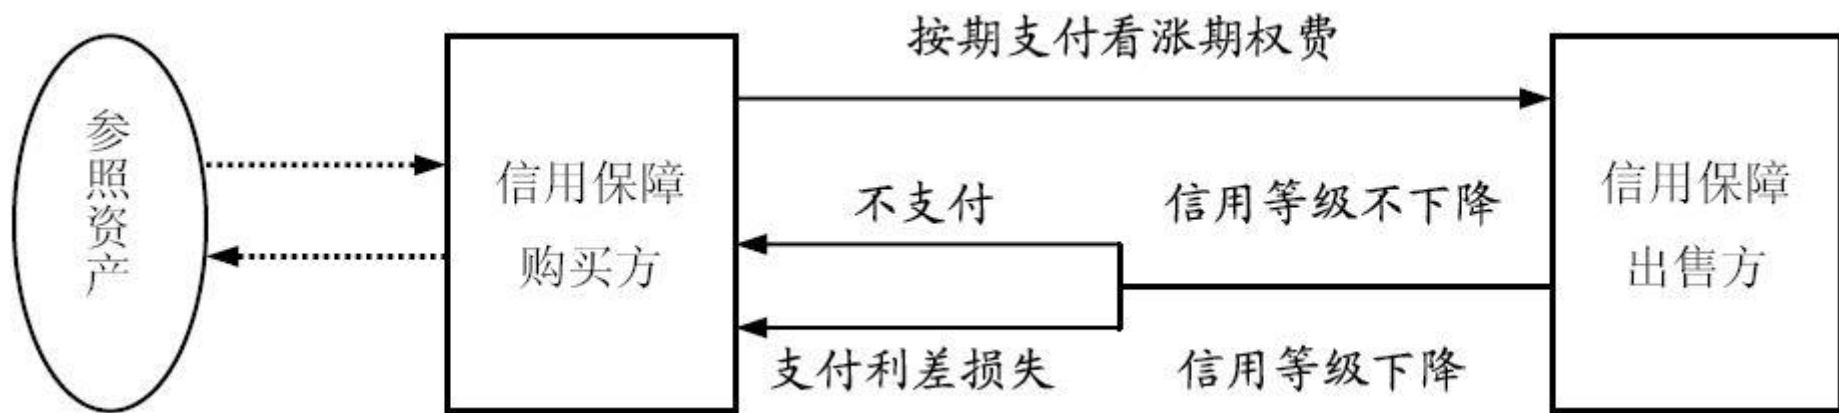 按期支付看涨期权费
参照资产
信用保障
购买方
不支付
信用等级不下降
信用保障
出售方
支付利差损失
信用等级下降